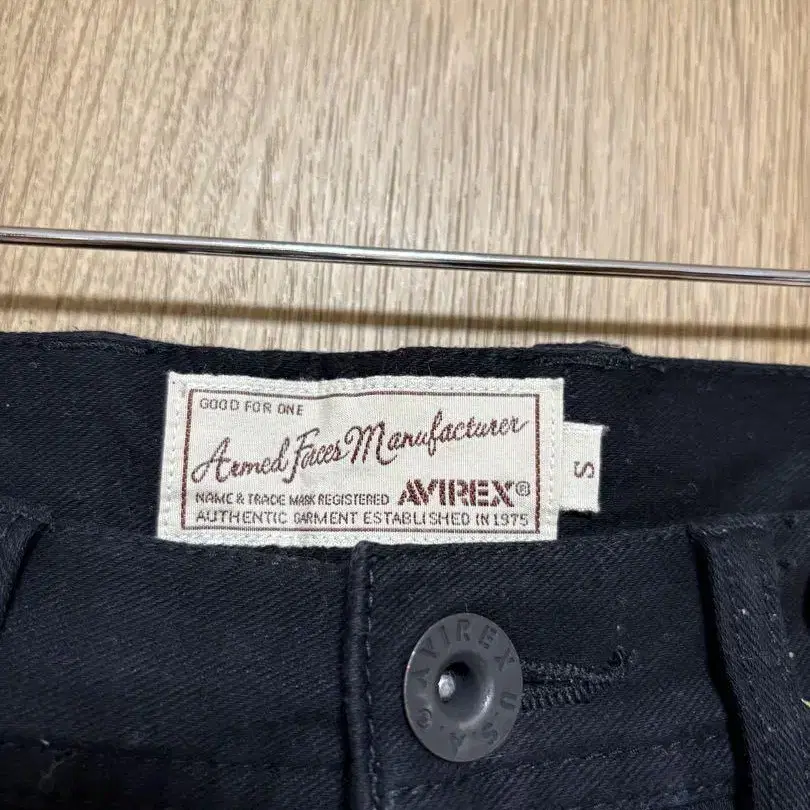 GOOD FOR ONE
Armed Forces Manufacturer
NAME & TRADE MARK REGISTERED AVIREX®
AUTHENTIC GARMENT ESTABLISHED IN 1975
S
AVIREX U.S.A.